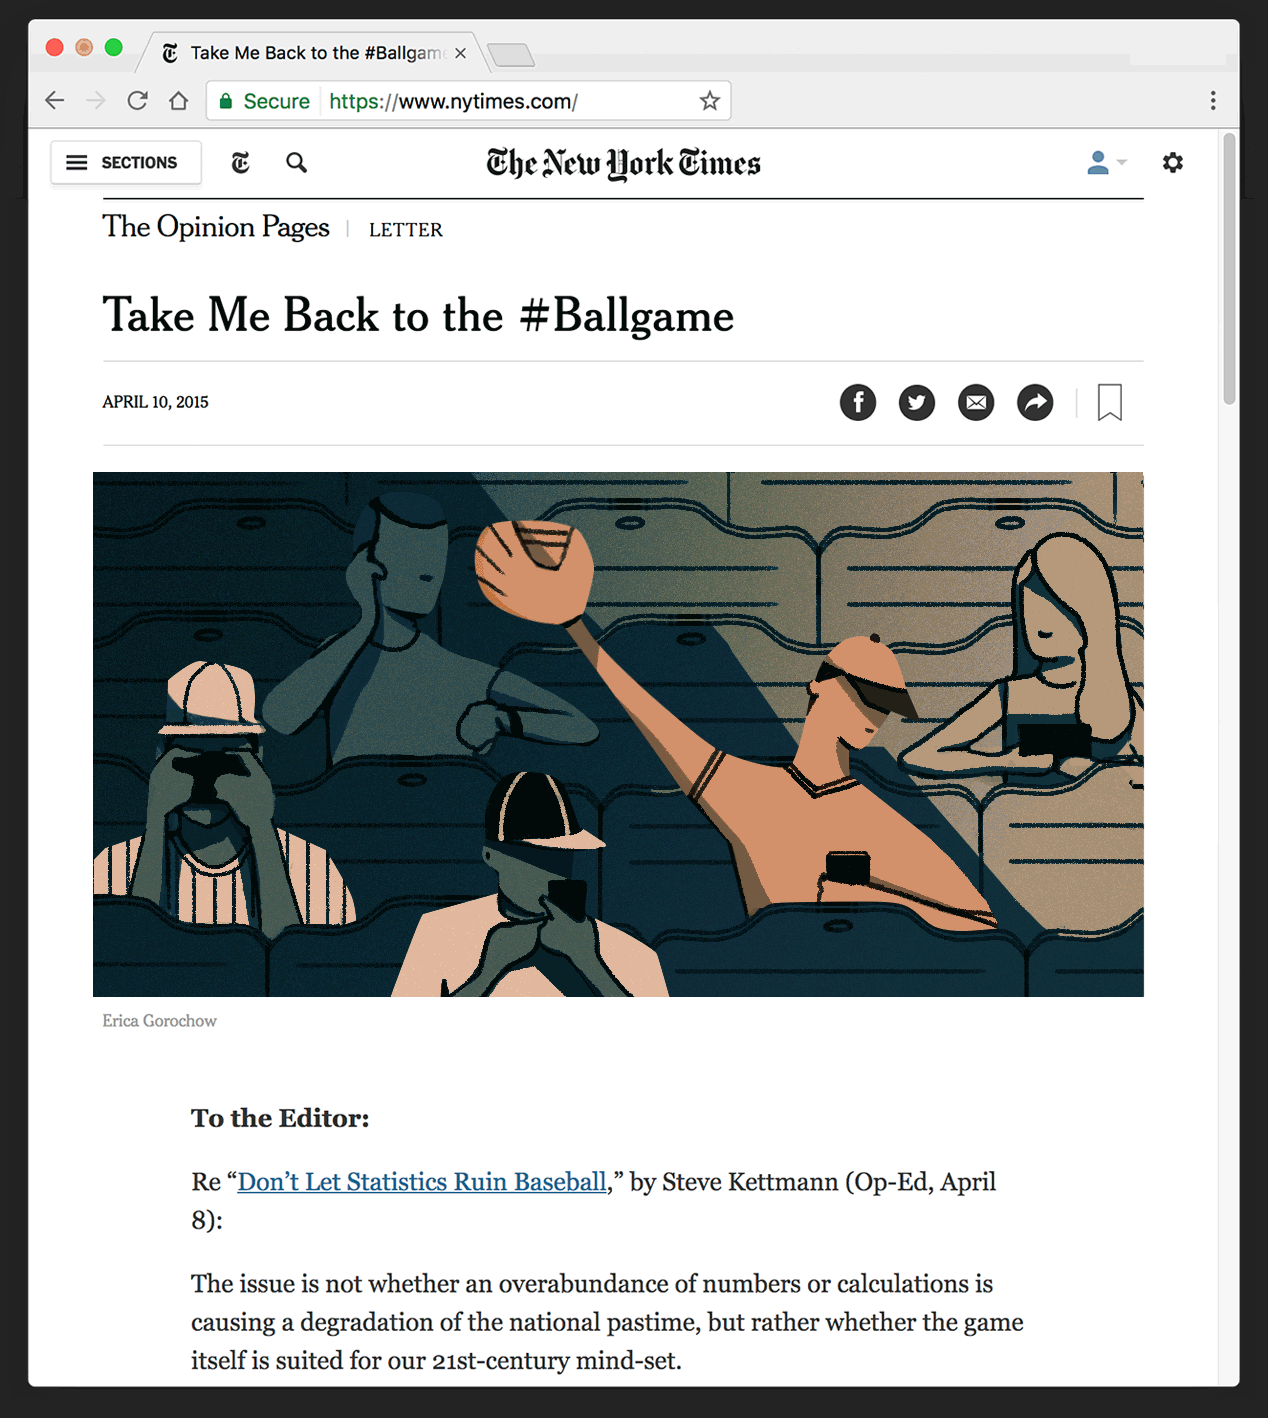 Take Me Back to the #Ballgame
Secure https://www.nytimes.com/
SECTIONS
The New York Times
The Opinion Pages | LETTER
Take Me Back to the #Ballgame
APRIL 10, 2015
Erica Gorochow
To the Editor:
Re “Don’t Let Statistics Ruin Baseball,” by Steve Kettmann (Op-Ed, April
8):
The issue is not whether an overabundance of numbers or calculations is
causing a degradation of the national pastime, but rather whether the game
itself is suited for our 21st-century mind-set.